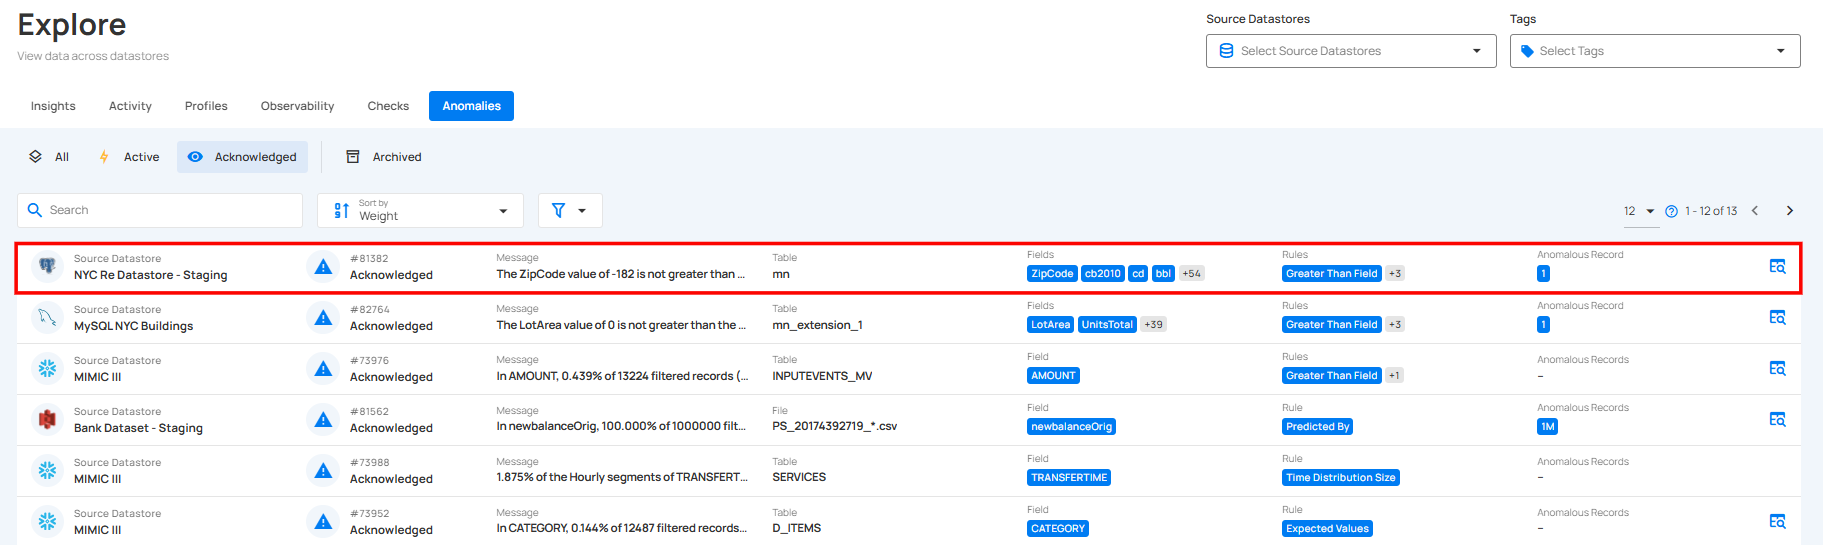 Explore
View data across datastores
Source Datastores
Select Source Datastores
Tags
Select Tags
Insights Activity Profiles Observability Checks Anomalies
All Active Acknowledged Archived
Search
Sort by
Weight
12 1 - 12 of 13
Source Datastore #81382 Message Table Fields Rules Anomalous Record
NYC Re Datastore - Staging Acknowledged The ZipCode value of -182 is not greater than ... mn ZipCode cb2010 cd bbl +54 Greater Than Field +3 1
Source Datastore #82764 Message Table Fields Rules Anomalous Record
MySQL NYC Buildings Acknowledged The LotArea value of 0 is not greater than the ... mn_extension_1 LotArea UnitsTotal +39 Greater Than Field +3 1
Source Datastore #73976 Message Table Field Rules Anomalous Records
MIMIC III Acknowledged In AMOUNT, 0.439% of 13224 filtered records (... INPUTEVENTS_MV AMOUNT Greater Than Field +1 –
Source Datastore #81562 Message File Field Rule Anomalous Records
Bank Dataset - Staging Acknowledged In newbalanceOrig, 100.000% of 1000000 filt... PS_20174392719_*.csv newbalanceOrig Predicted By 1M
Source Datastore #73988 Message Table Field Rule Anomalous Records
MIMIC III Acknowledged 1.875% of the Hourly segments of TRANSFERT... SERVICES TRANSFERTIME Time Distribution Size –
Source Datastore #73952 Message Table Field Rule Anomalous Records
MIMIC III Acknowledged In CATEGORY, 0.144% of 12487 filtered records... D_ITEMS CATEGORY Expected Values –